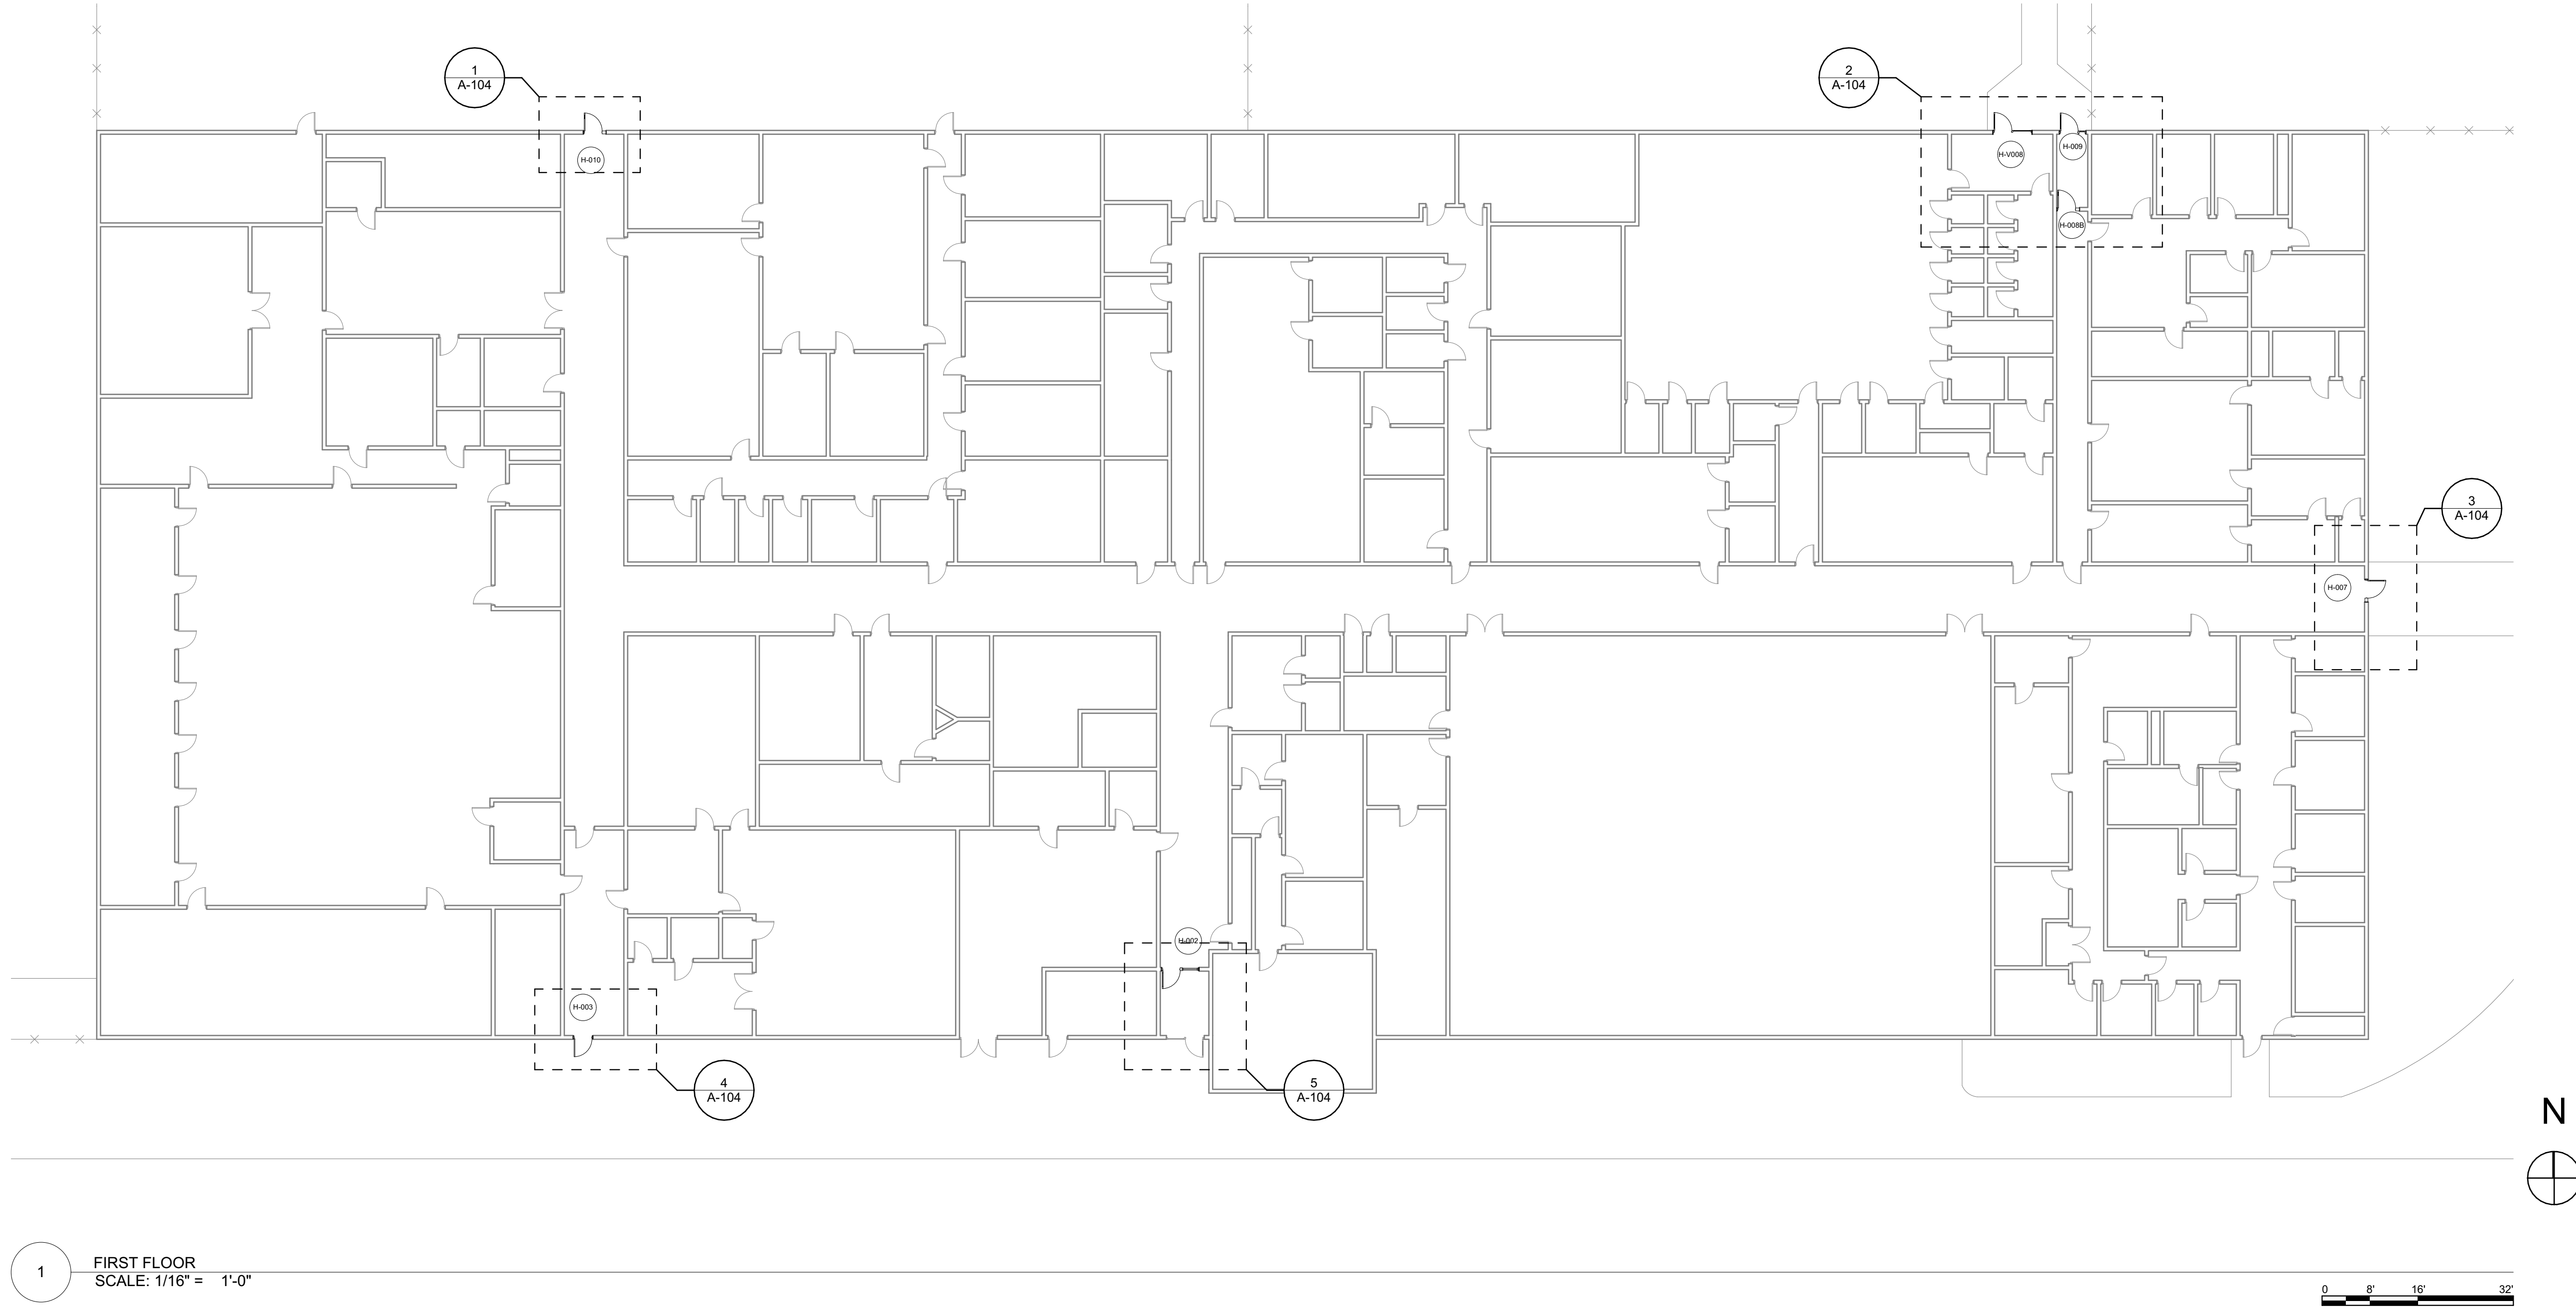 1
A-104
2
A-104
H-010
H-V008
H-009
H-008B
3
A-104
H-007
H-002
H-003
4
A-104
5
A-104
N
1
FIRST FLOOR
SCALE: 1/16" = 1'-0"
0 8' 16' 32'